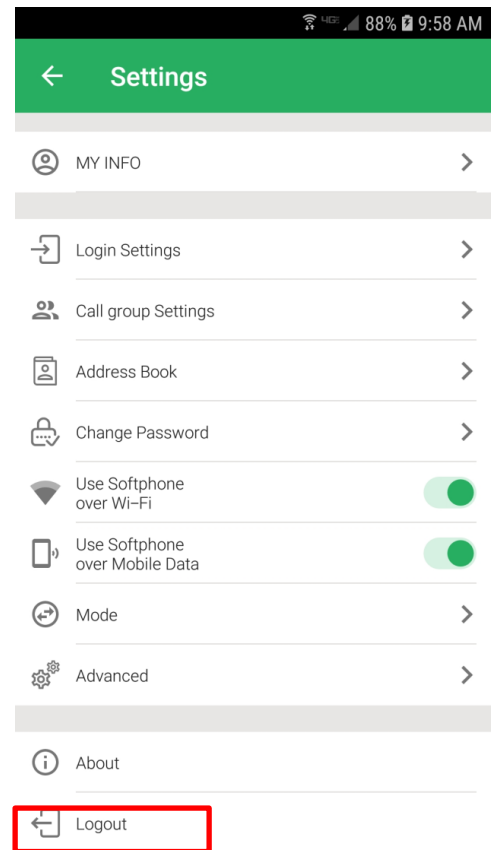 4GE 88% 9:58 AM
Settings
MY INFO
Login Settings
Call group Settings
Address Book
Change Password
Use Softphone
over Wi-Fi
Use Softphone
over Mobile Data
Mode
Advanced
About
Logout